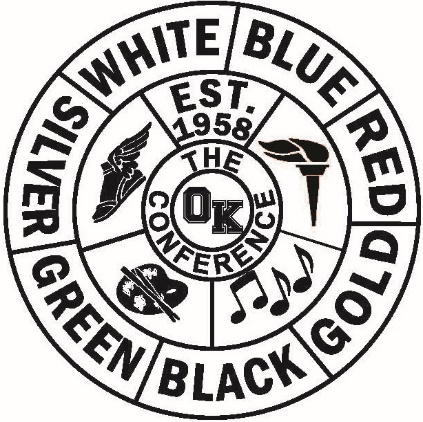 WHITE
BLUE
RED
GOLD
BLACK
GREEN
SILVER
EST.
1958
THE
OK
CONFERENCE